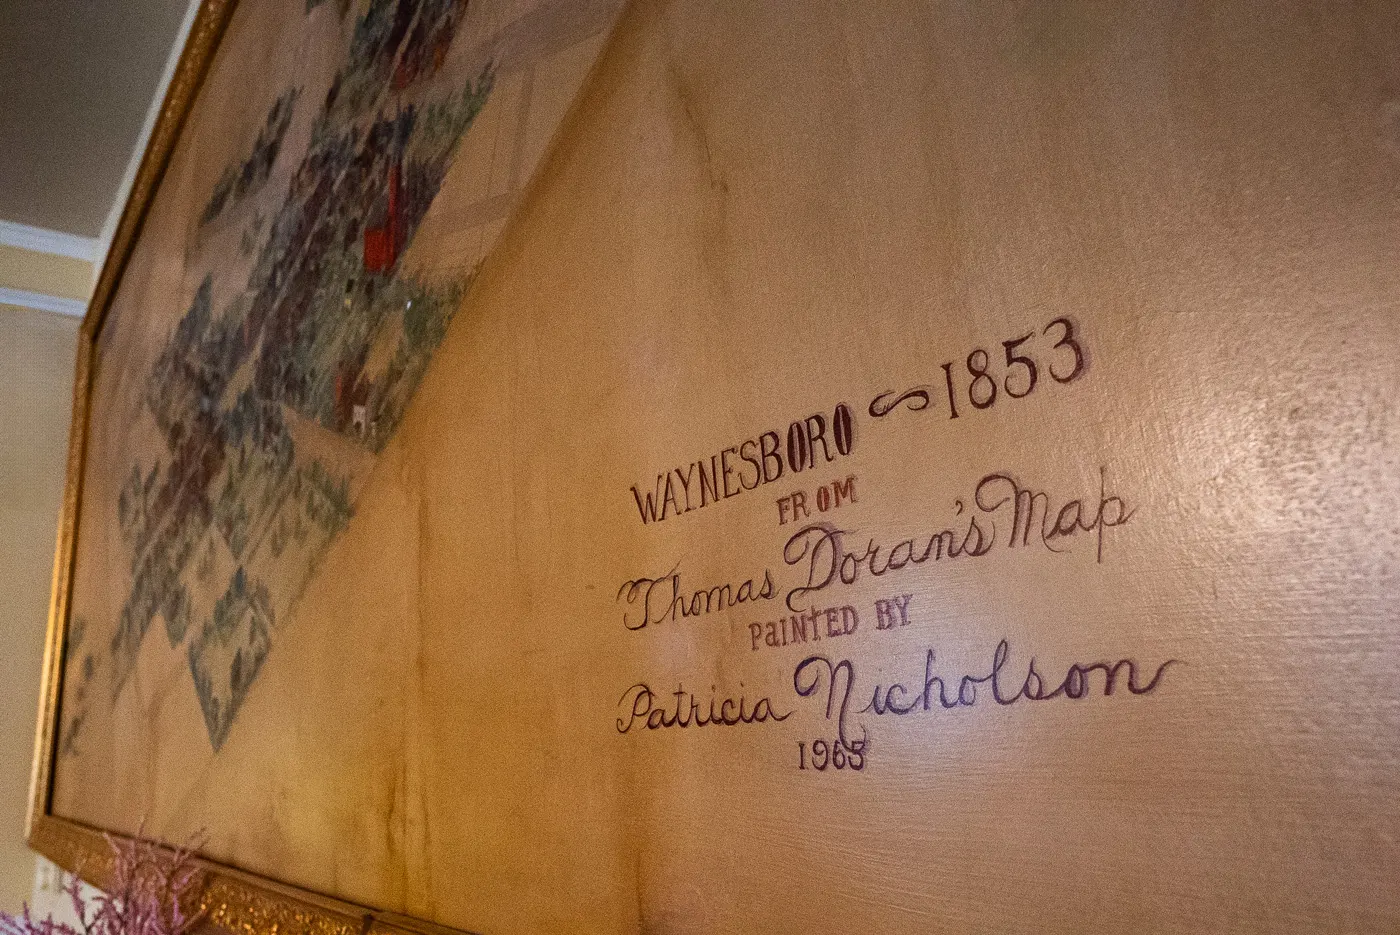 WAYNESBORO ~ 1853
FROM
Thomas Doran's Map
PaINTED BY
Patricia Nicholson
1965